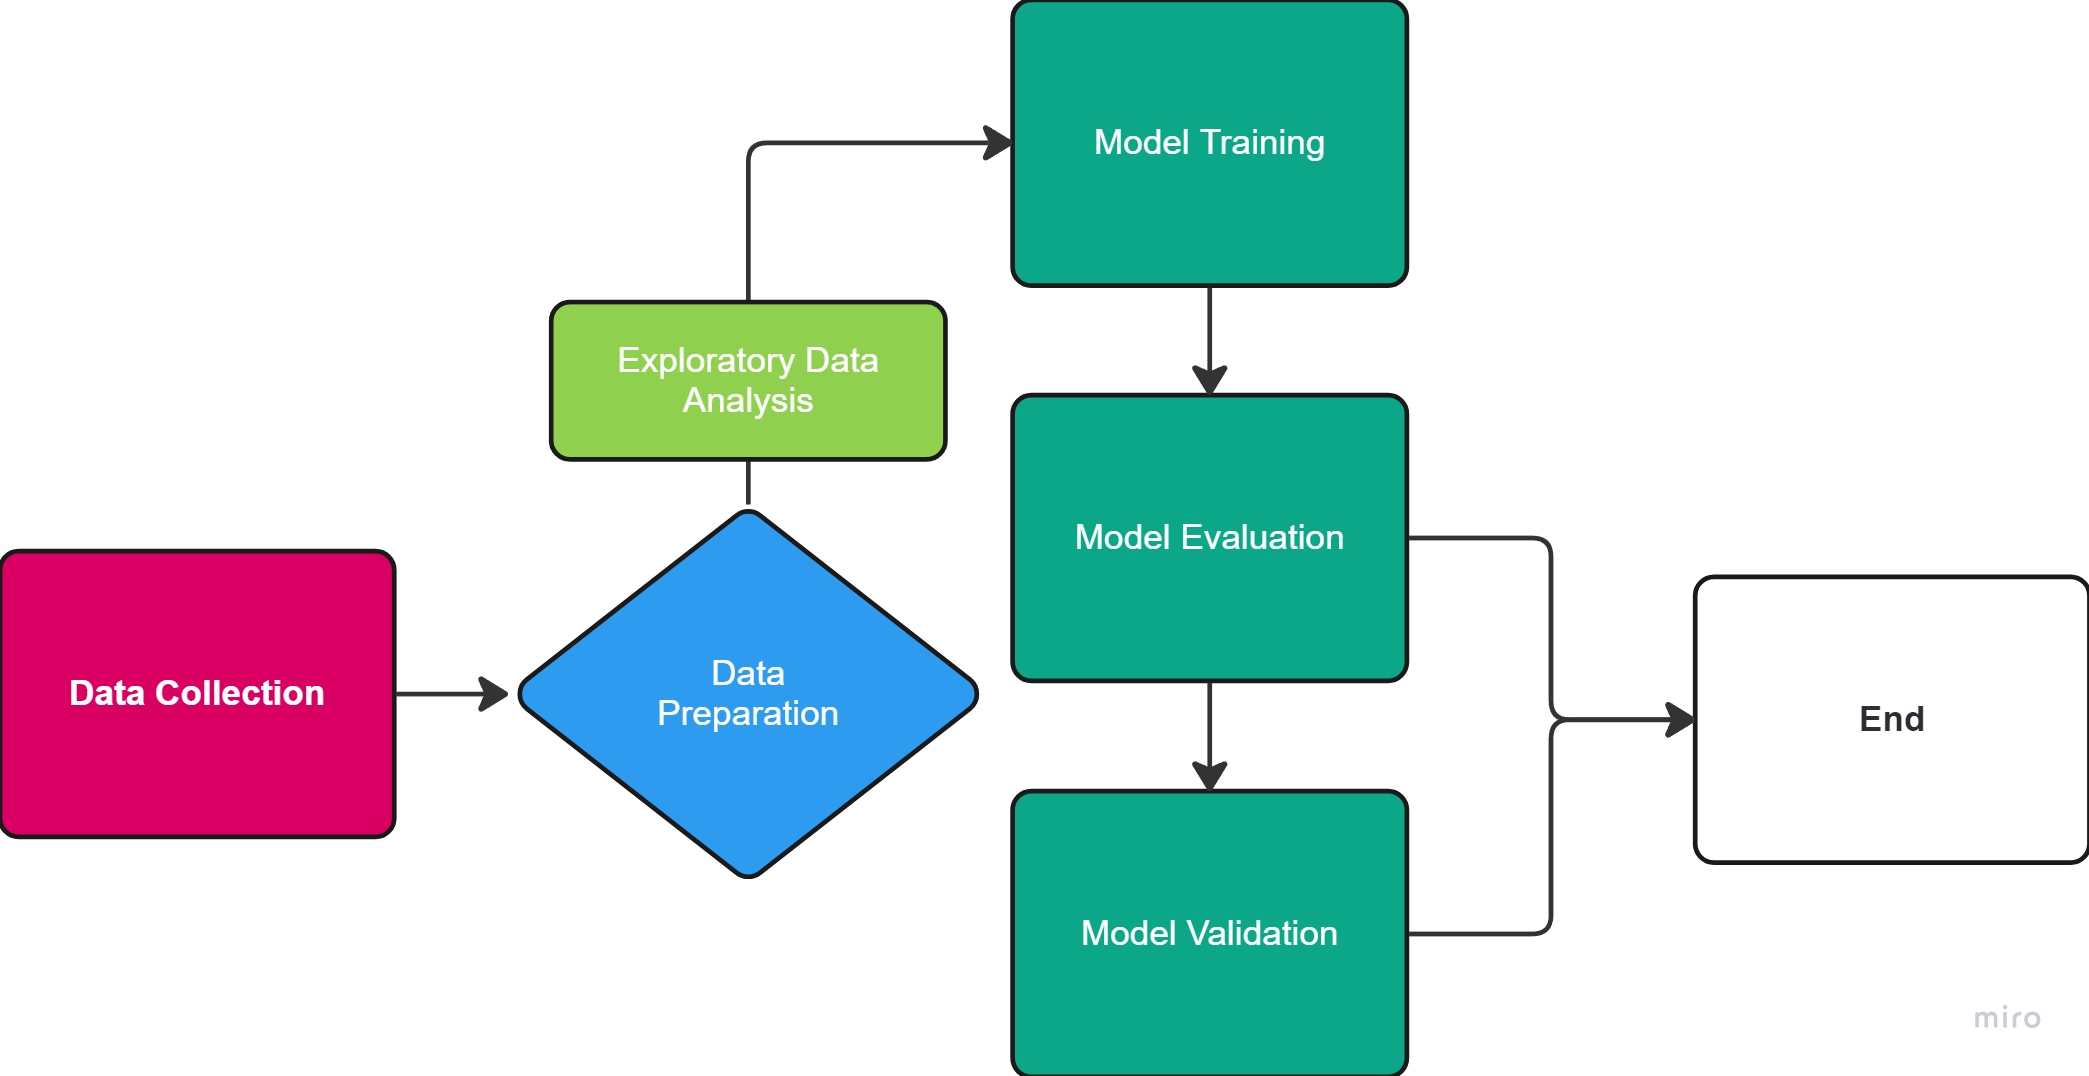 Model Training
Exploratory Data
Analysis
Model Evaluation
Data Collection
Data
Preparation
End
Model Validation
miro